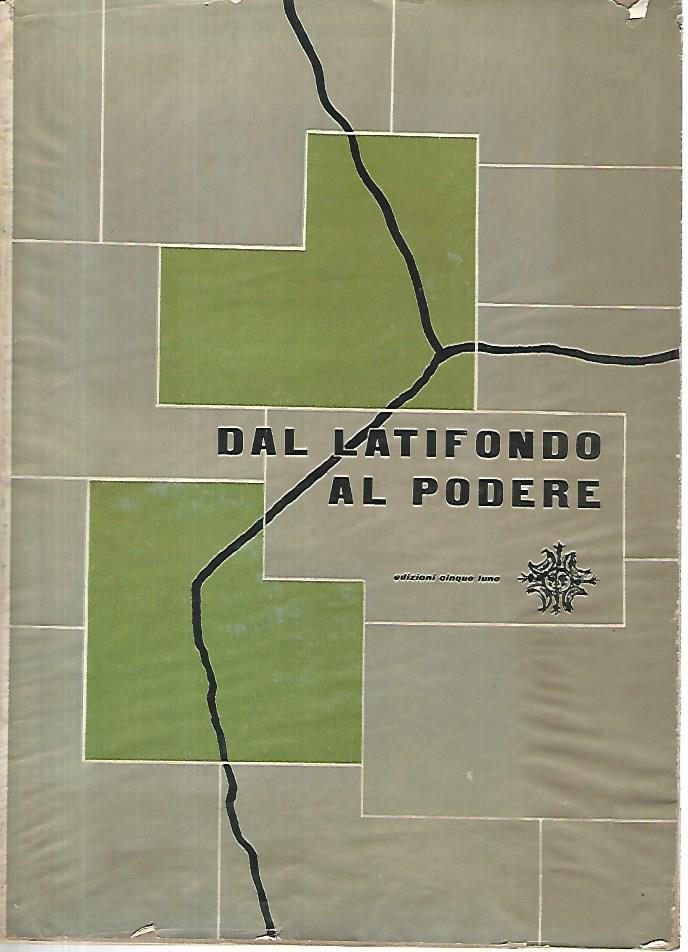 DAL LATIFONDO
AL PODERE
edizioni cinque lune